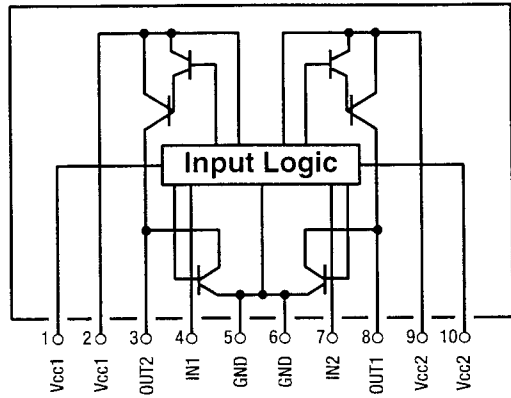 Input Logic
1 2 3 4 5 6 7 8 9 10
Vcc1 Vcc1 OUT2 IN1 GND GND IN2 OUT1 Vcc2 Vcc2